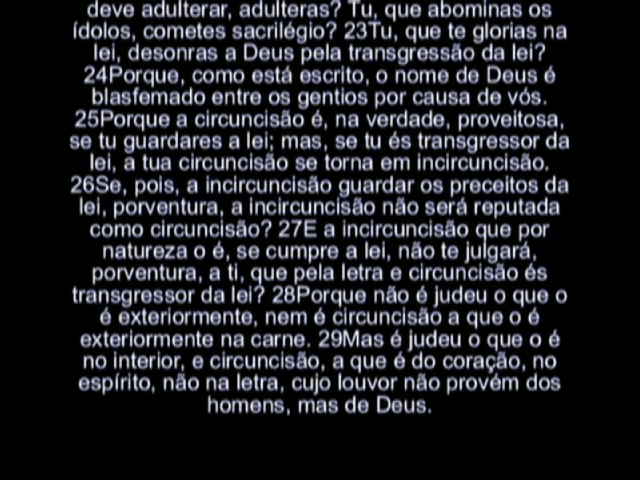 deve adulterar, adulteras? Tu, que abominas os
ídolos, cometes sacrilégio? 23Tu, que te glorias na
lei, desonras a Deus pela transgressão da lei?
24Porque, como está escrito, o nome de Deus é
blasfemado entre os gentios por causa de vós.
25Porque a circuncisão é, na verdade, proveitosa,
se tu guardares a lei; mas, se tu és transgressor da
lei, a tua circuncisão se torna em incircuncisão.
26Se, pois, a incircuncisão guardar os preceitos da
lei, porventura, a incircuncisão não será reputada
como circuncisão? 27E a incircuncisão que por
natureza o é, se cumpre a lei, não te julgará,
porventura, a ti, que pela letra e circuncisão és
transgressor da lei? 28Porque não é judeu o que o
é exteriormente, nem é circuncisão a que o é
exteriormente na carne. 29Mas é judeu o que o é
no interior, e circuncisão, a que é do coração, no
espírito, não na letra, cujo louvor não provém dos
homens, mas de Deus.